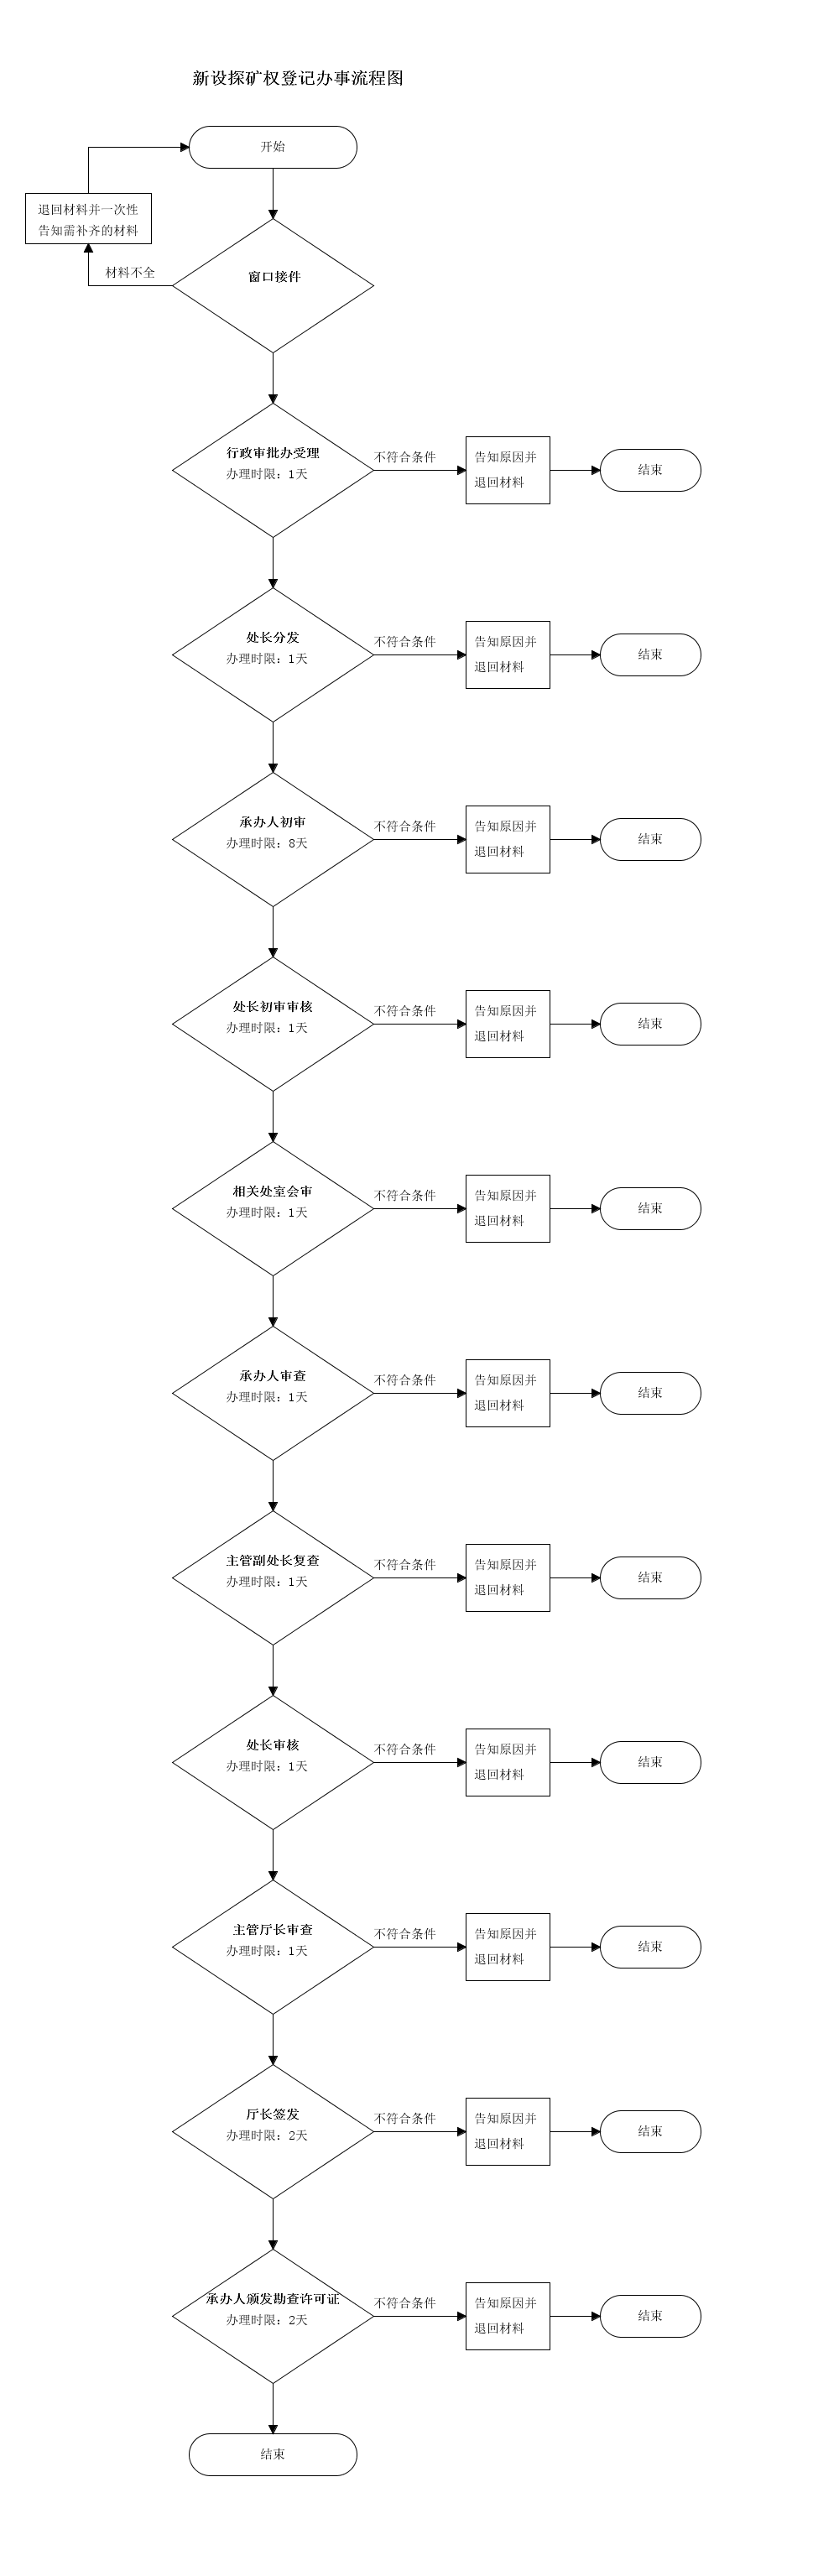 新设探矿权登记办事流程图
开始
退回材料并一次性
告知需补齐的材料
材料不全
窗口接件
行政审批办受理
办理时限：1天
不符合条件
告知原因并
退回材料
结束
处长分发
办理时限：1天
不符合条件
告知原因并
退回材料
结束
承办人初审
办理时限：8天
不符合条件
告知原因并
退回材料
结束
处长初审审核
办理时限：1天
不符合条件
告知原因并
退回材料
结束
相关处室会审
办理时限：1天
不符合条件
告知原因并
退回材料
结束
承办人审查
办理时限：1天
不符合条件
告知原因并
退回材料
结束
主管副处长复查
办理时限：1天
不符合条件
告知原因并
退回材料
结束
处长审核
办理时限：1天
不符合条件
告知原因并
退回材料
结束
主管厅长审查
办理时限：1天
不符合条件
告知原因并
退回材料
结束
厅长签发
办理时限：2天
不符合条件
告知原因并
退回材料
结束
承办人颁发勘查许可证
办理时限：2天
不符合条件
告知原因并
退回材料
结束
结束